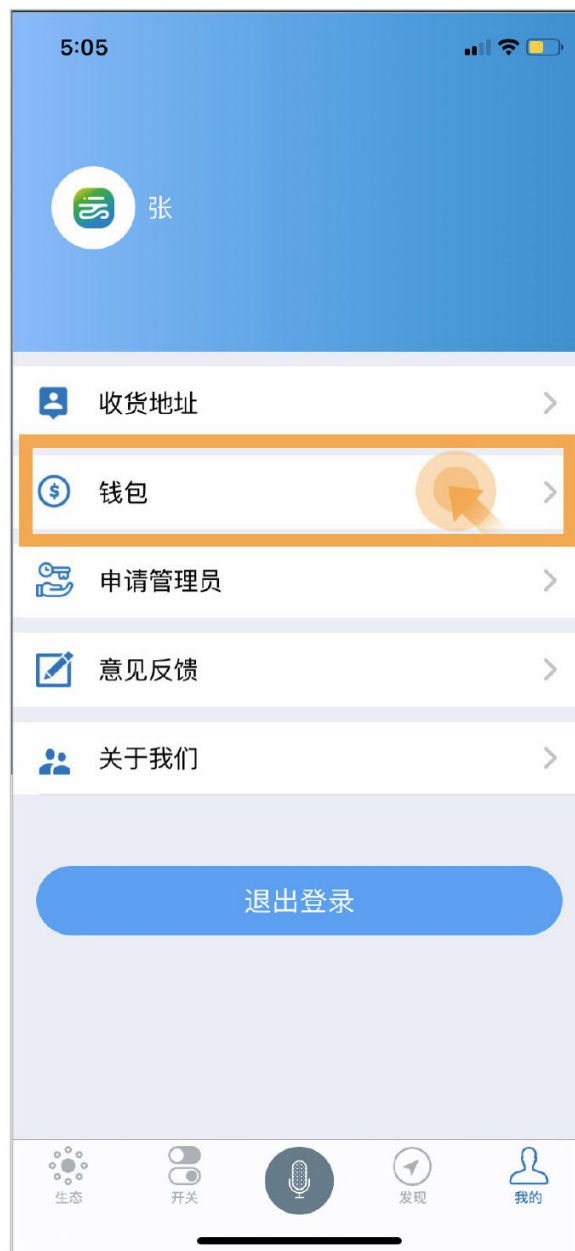 5:05
张
收货地址
钱包
申请管理员
意见反馈
关于我们
退出登录
生态
开关
发现
我的